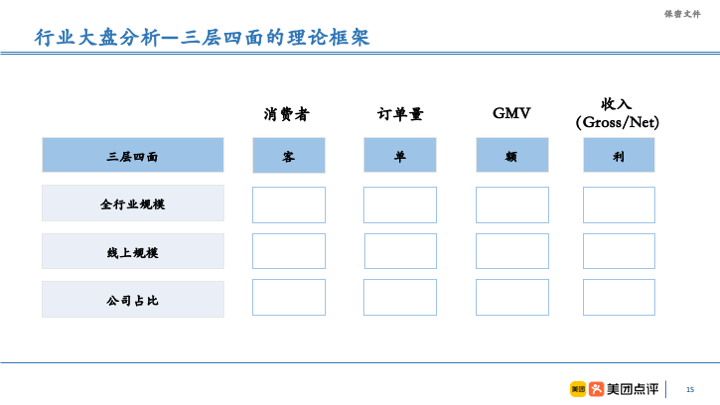 保密文件
行业大盘分析—三层四面的理论框架
消费者 订单量 GMV 收入
(Gross/Net)
三层四面 客 单 额 利
全行业规模
线上规模
公司占比
美团 美团点评 15